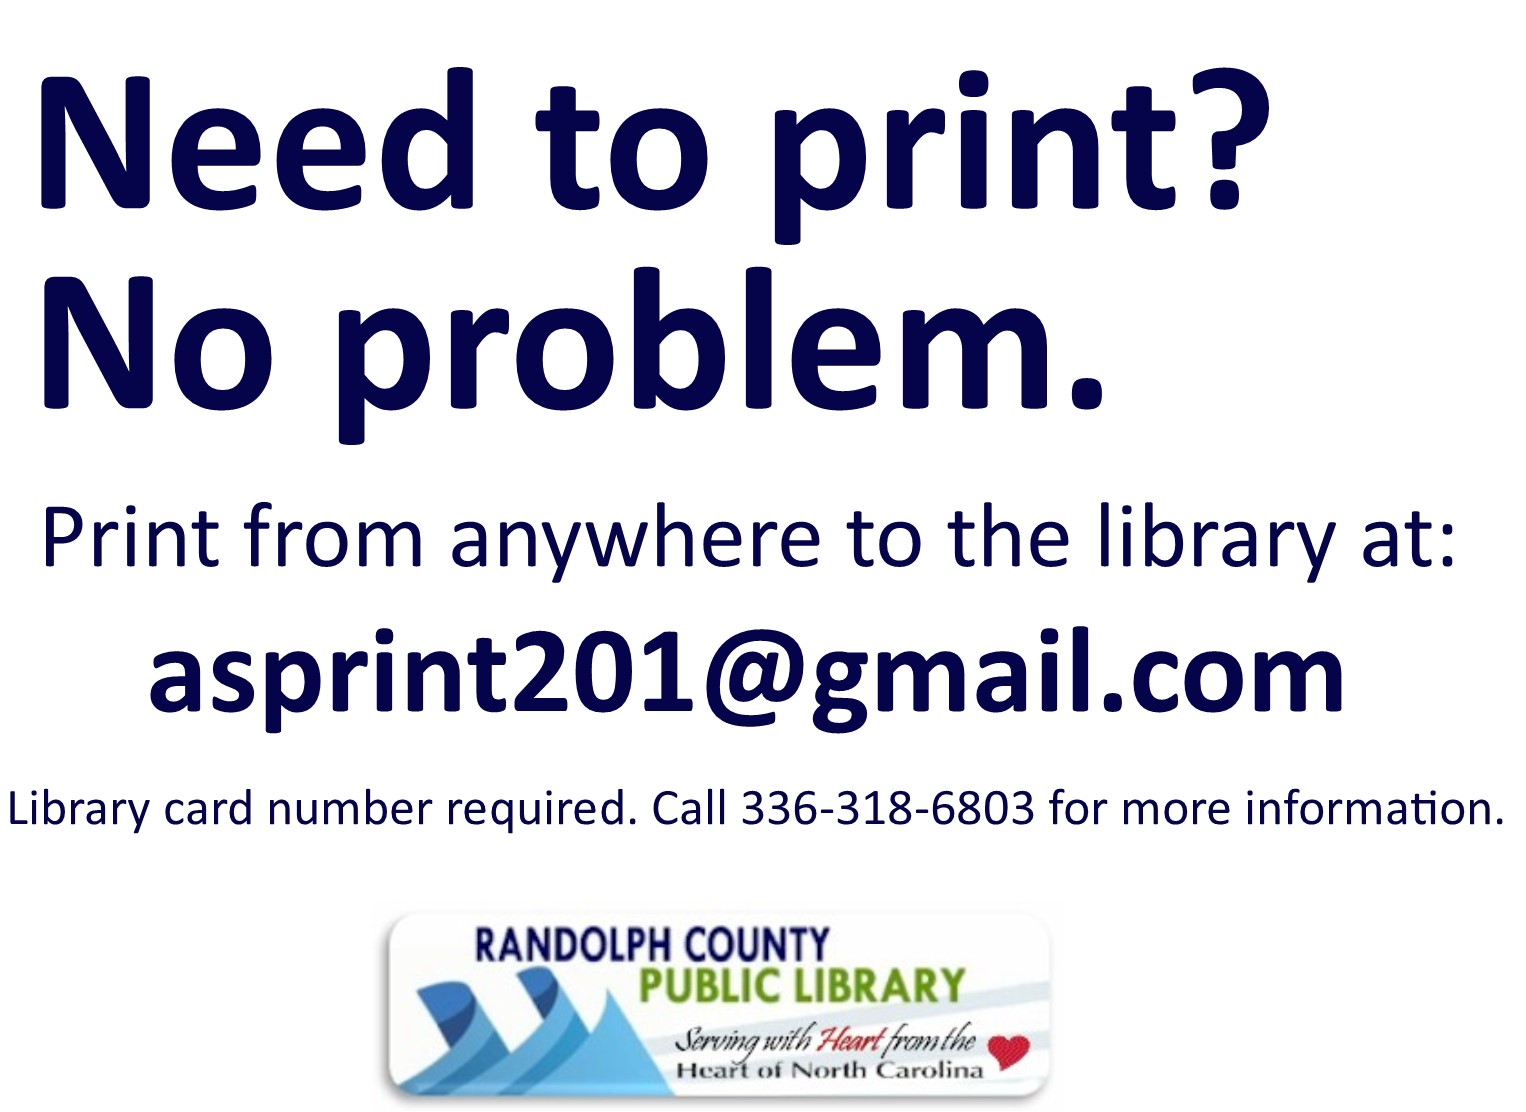 Need to print?
No problem.
Print from anywhere to the library at:
asprint201@gmail.com
Library card number required. Call 336-318-6803 for more information.
RANDOLPH COUNTY
PUBLIC LIBRARY
Serving with Heart from the
Heart of North Carolina